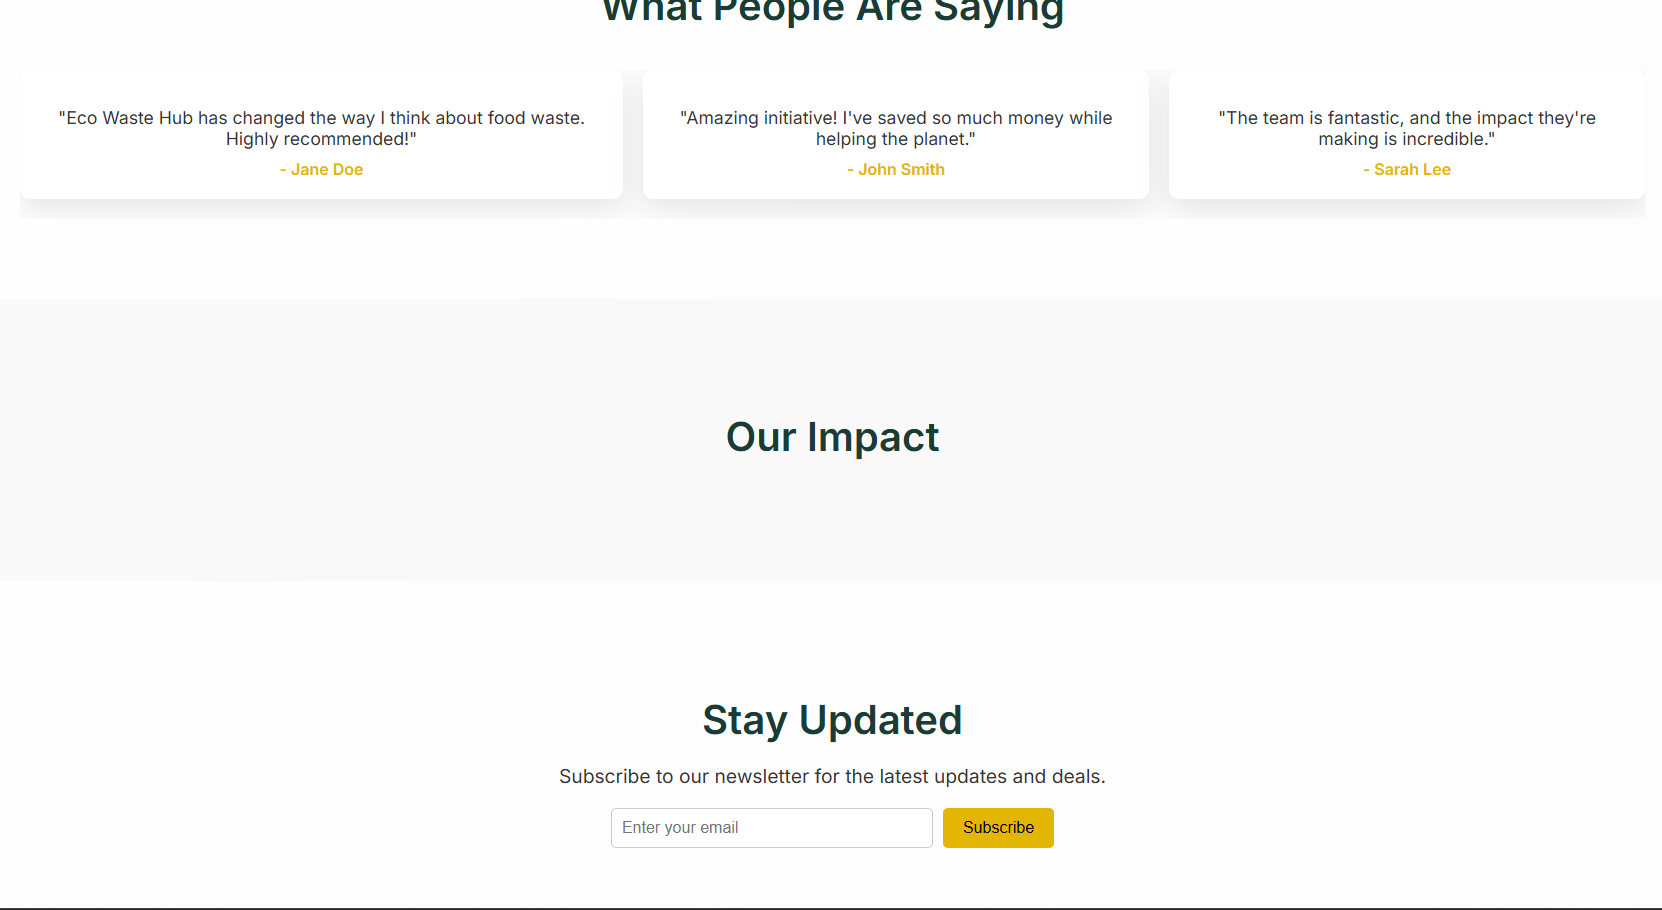 What People Are Saying
"Eco Waste Hub has changed the way I think about food waste.
Highly recommended!"
- Jane Doe
"Amazing initiative! I've saved so much money while
helping the planet."
- John Smith
"The team is fantastic, and the impact they're
making is incredible."
- Sarah Lee
Our Impact
Stay Updated
Subscribe to our newsletter for the latest updates and deals.
Enter your email
Subscribe